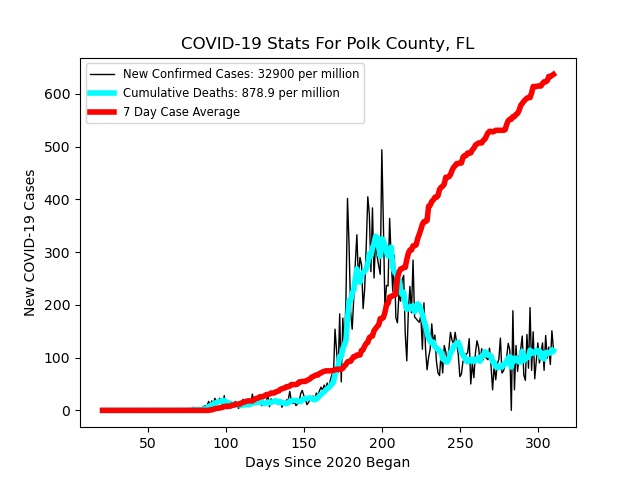 COVID-19 Stats For Polk County, FL
New Confirmed Cases: 32900 per million
Cumulative Deaths: 878.9 per million
7 Day Case Average
600
500
400
300
200
100
0
New COVID-19 Cases
50 100 150 200 250 300
Days Since 2020 Began